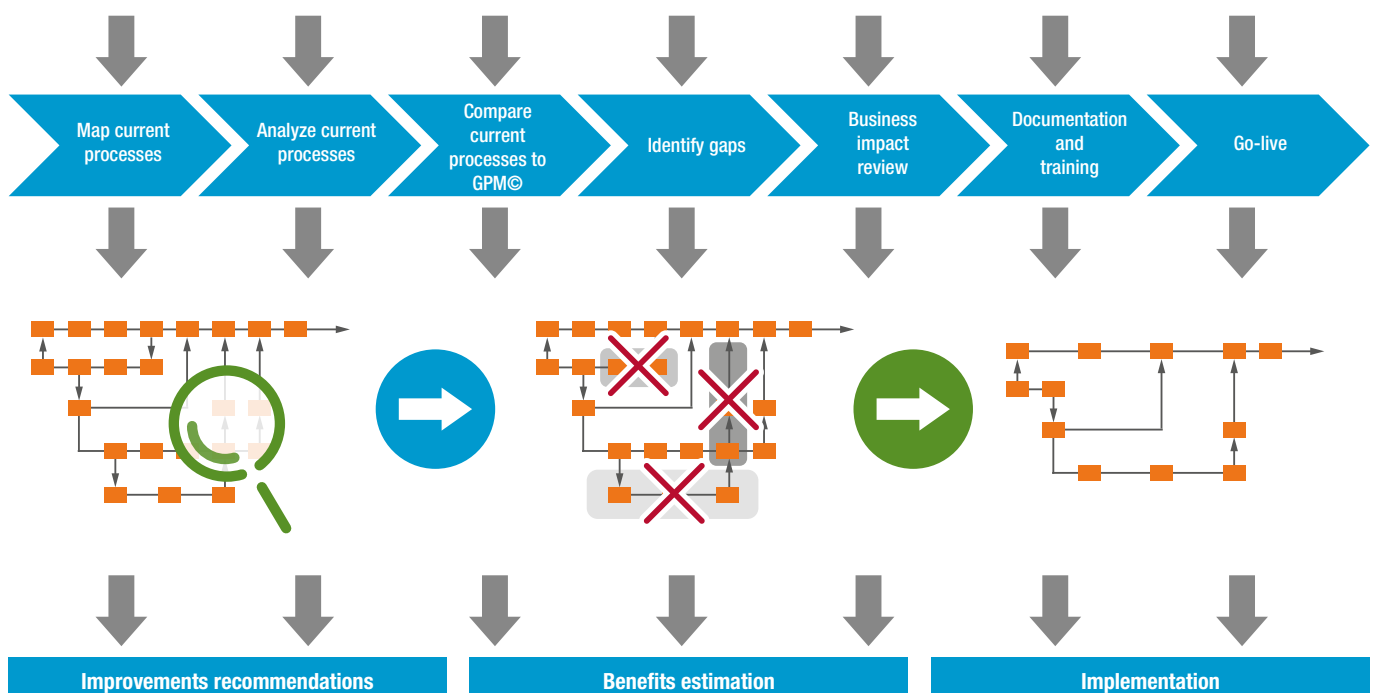 Map current
processes
Analyze current
processes
Compare
current
processes to
GPM©
Identify gaps
Business
impact
review
Documentation
and
training
Go-live
Improvements recommendations
Benefits estimation
Implementation